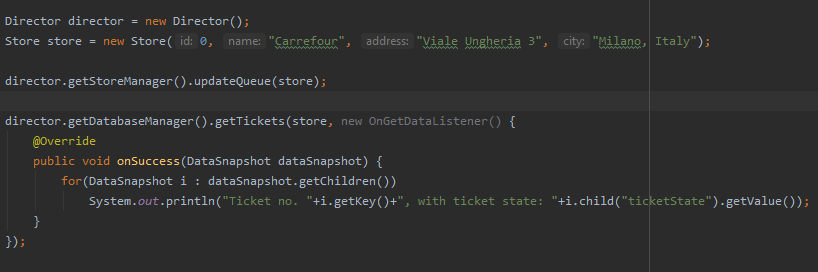 Director director = new Director();
Store store = new Store( id: 0, name: "Carrefour", address: "Viale Ungheria 3", city: "Milano, Italy");
director.getStoreManager().updateQueue(store);
director.getDatabaseManager().getTickets(store, new OnGetDataListener() {
@Override
public void onSuccess(DataSnapshot dataSnapshot) {
for(DataSnapshot i : dataSnapshot.getChildren())
System.out.println("Ticket no. "+i.getKey()+", with ticket state: "+i.child("ticketState").getValue());
}
});